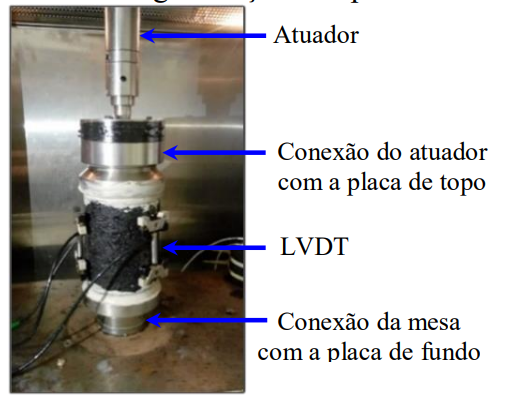 Atuador
Conexão do atuador
com a placa de topo
LVDT
Conexão da mesa
com a placa de fundo